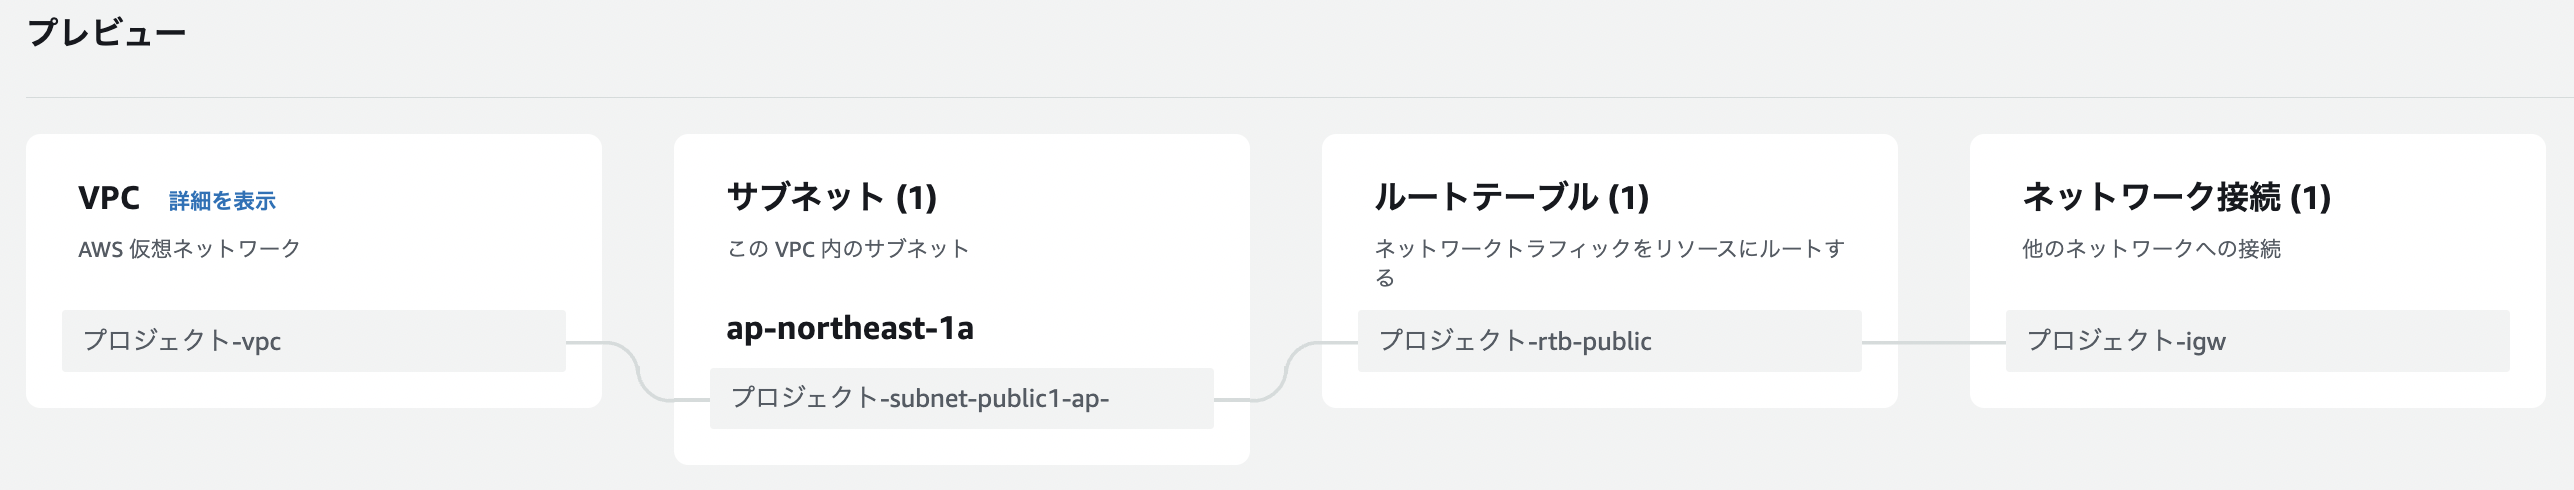 プレビュー
VPC 詳細を表示
AWS 仮想ネットワーク
プロジェクト-vpc
サブネット (1)
この VPC 内のサブネット
ap-northeast-1a
プロジェクト-subnet-public1-ap-
ルートテーブル (1)
ネットワークトラフィックをリソースにルートす
る
プロジェクト-rtb-public
ネットワーク接続 (1)
他のネットワークへの接続
プロジェクト-igw